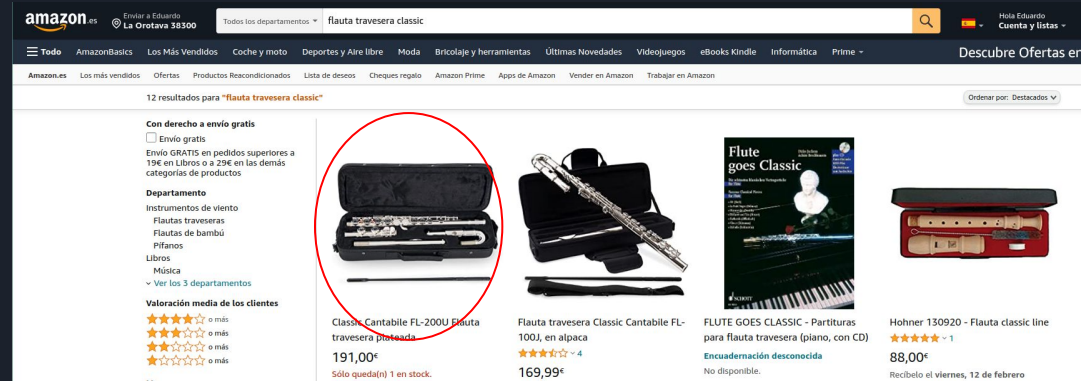 amazon.es
Enviar a Eduardo
La Orotava 38300
Todos los departamentos
flauta travesera classic
Hola Eduardo
Cuenta y listas
Todo AmazonBasics Los Más Vendidos Coche y moto Deportes y Aire libre Moda Bricolaje y herramientas Últimas Novedades Videojuegos eBooks Kindle Informática Prime
Descubre Ofertas en
Amazon.es Los más vendidos Ofertas Productos Reacondicionados Lista de deseos Cheques regalo Amazon Prime Apps de Amazon Vender en Amazon Trabajar en Amazon
12 resultados para "flauta travesera classic"
Ordenar por: Destacados
Con derecho a envío gratis
Envío gratis
Envío GRATIS en pedidos superiores a
19€ en Libros o a 29€ en las demás
categorías de productos
Departamento
Instrumentos de viento
Flautas traveseras
Flautas de bambú
Pífanos
Libros
Música
Ver los 3 departamentos
Valoración media de los clientes
o más
o más
o más
o más
Classic Cantabile FL-200U Flauta
travesera plateada
191,00€
Sólo queda(n) 1 en stock.
Flauta travesera Classic Cantabile FL-
100J, en alpaca
4
169,99€
Flute
goes Classic
SCHOTT
FLUTE GOES CLASSIC - Partituras
para flauta travesera (piano, con CD)
Encuadernación desconocida
No disponible.
Hohner 130920 - Flauta classic line
1
88,00€
Recíbelo el viernes, 12 de febrero